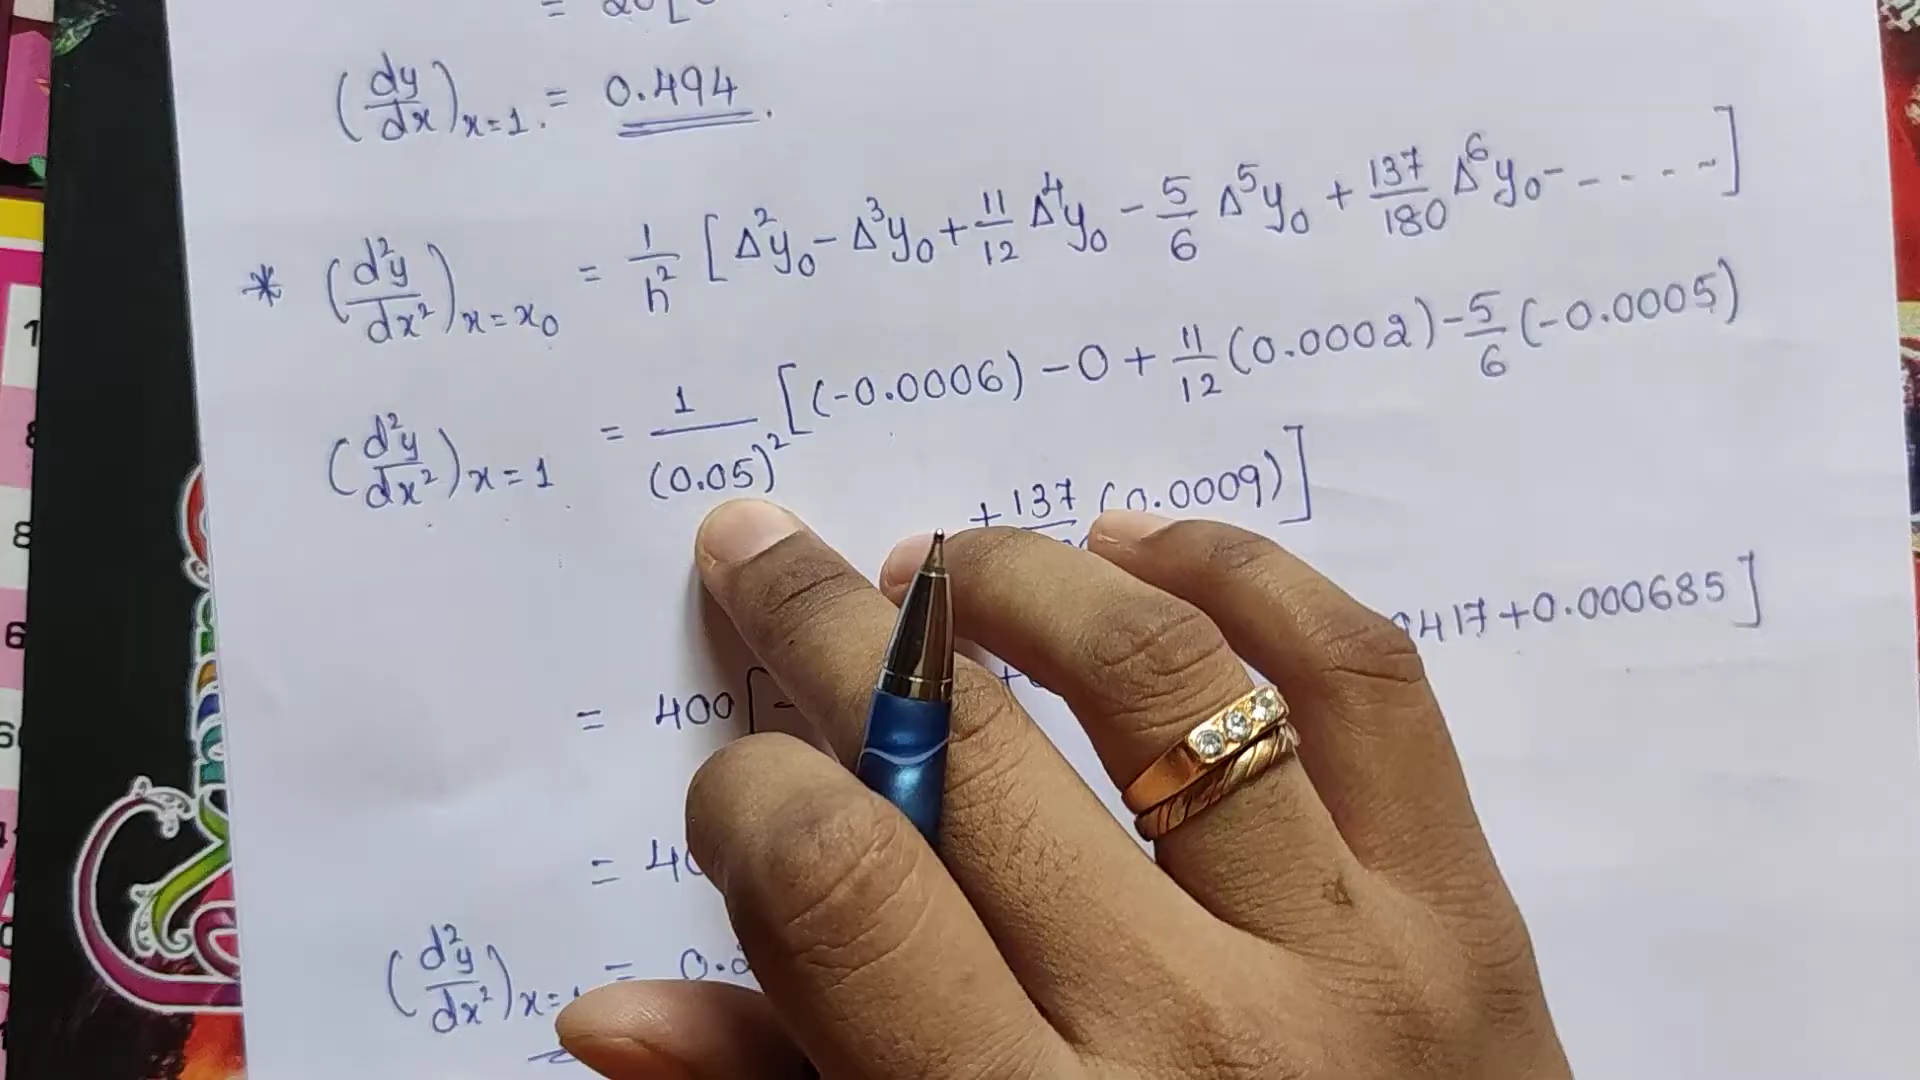 (dy/dx)x=1. = 0.494.
* (d²y/dx²)x=x₀ = 1/h² [Δ²y₀ - Δ³y₀ + 11/12 Δ⁴y₀ - 5/6 Δ⁵y₀ + 137/180 Δ⁶y₀ - - - - -]
(d²y/dx²)x=1 = 1/(0.05)² [(-0.0006) - 0 + 11/12 (0.0002) - 5/6 (-0.0005)
+ 137 (0.0009)]
= 400[- 417 + 0.000685]
=
(d²y/dx²)x= =